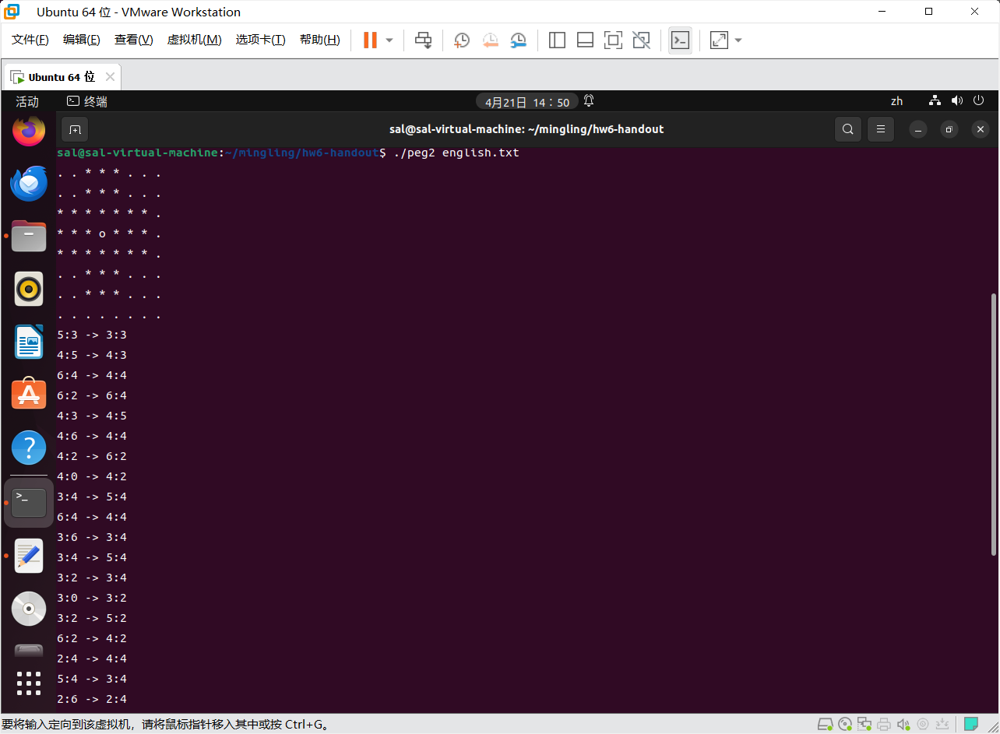 Ubuntu 64 位 - VMware Workstation
文件(F) 编辑(E) 查看(V) 虚拟机(M) 选项卡(T) 帮助(H)
Ubuntu 64 位
活动 终端 4月21日 14：50 zh
sal@sal-virtual-machine: ~/mingling/hw6-handout
sal@sal-virtual-machine:~/mingling/hw6-handout$ ./peg2 english.txt
. . * * * . . .
. . * * * . . .
* * * * * * * .
* * * o * * * .
* * * * * * * .
. . * * * . . .
. . * * * . . .
. . . . . . . .
5:3 -> 3:3
4:5 -> 4:3
6:4 -> 4:4
6:2 -> 6:4
4:3 -> 4:5
4:6 -> 4:4
4:2 -> 6:2
4:0 -> 4:2
3:4 -> 5:4
6:4 -> 4:4
3:6 -> 3:4
3:4 -> 5:4
3:2 -> 3:4
3:0 -> 3:2
3:2 -> 5:2
6:2 -> 4:2
2:4 -> 4:4
5:4 -> 3:4
2:6 -> 2:4
要将输入定向到该虚拟机，请将鼠标指针移入其中或按 Ctrl+G。